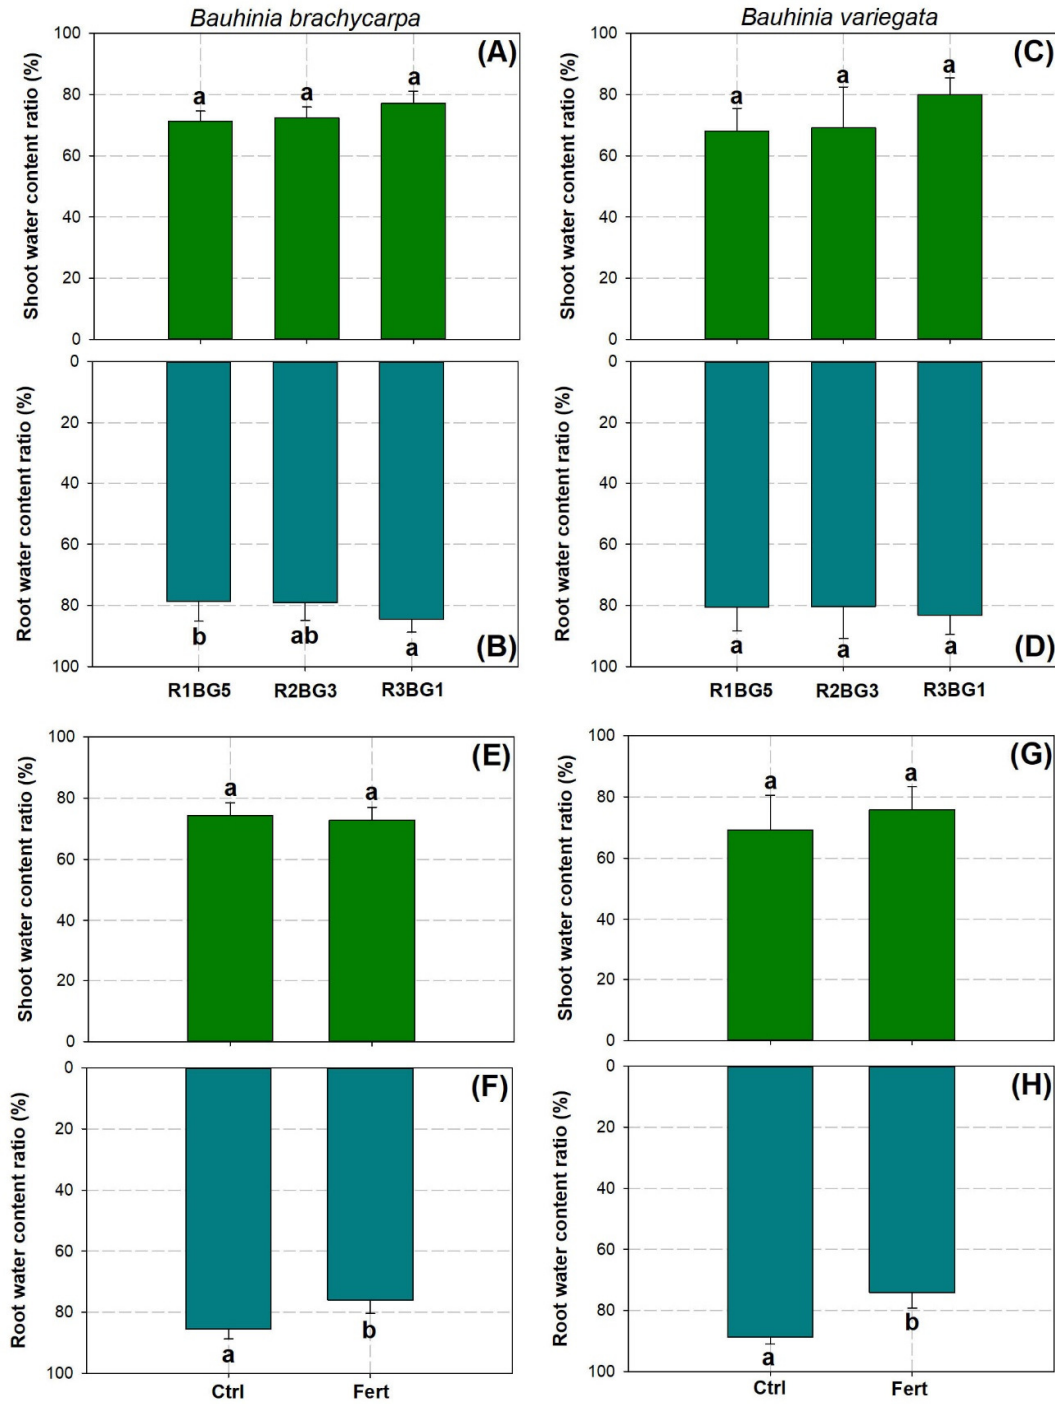 Bauhinia brachycarpa
Bauhinia variegata
Shoot water content ratio (%)
100
80
60
40
20
0
a
a
a
(A)
Shoot water content ratio (%)
100
80
60
40
20
0
a
a
a
(C)
Root water content ratio (%)
0
20
40
60
80
100
b
ab
a
(B)
R1BG5
R2BG3
R3BG1
Root water content ratio (%)
0
20
40
60
80
100
a
a
a
(D)
R1BG5
R2BG3
R3BG1
Shoot water content ratio (%)
100
80
60
40
20
0
a
a
(E)
Shoot water content ratio (%)
100
80
60
40
20
0
a
a
(G)
Root water content ratio (%)
0
20
40
60
80
100
a
b
(F)
Ctrl
Fert
Root water content ratio (%)
0
20
40
60
80
100
a
b
(H)
Ctrl
Fert